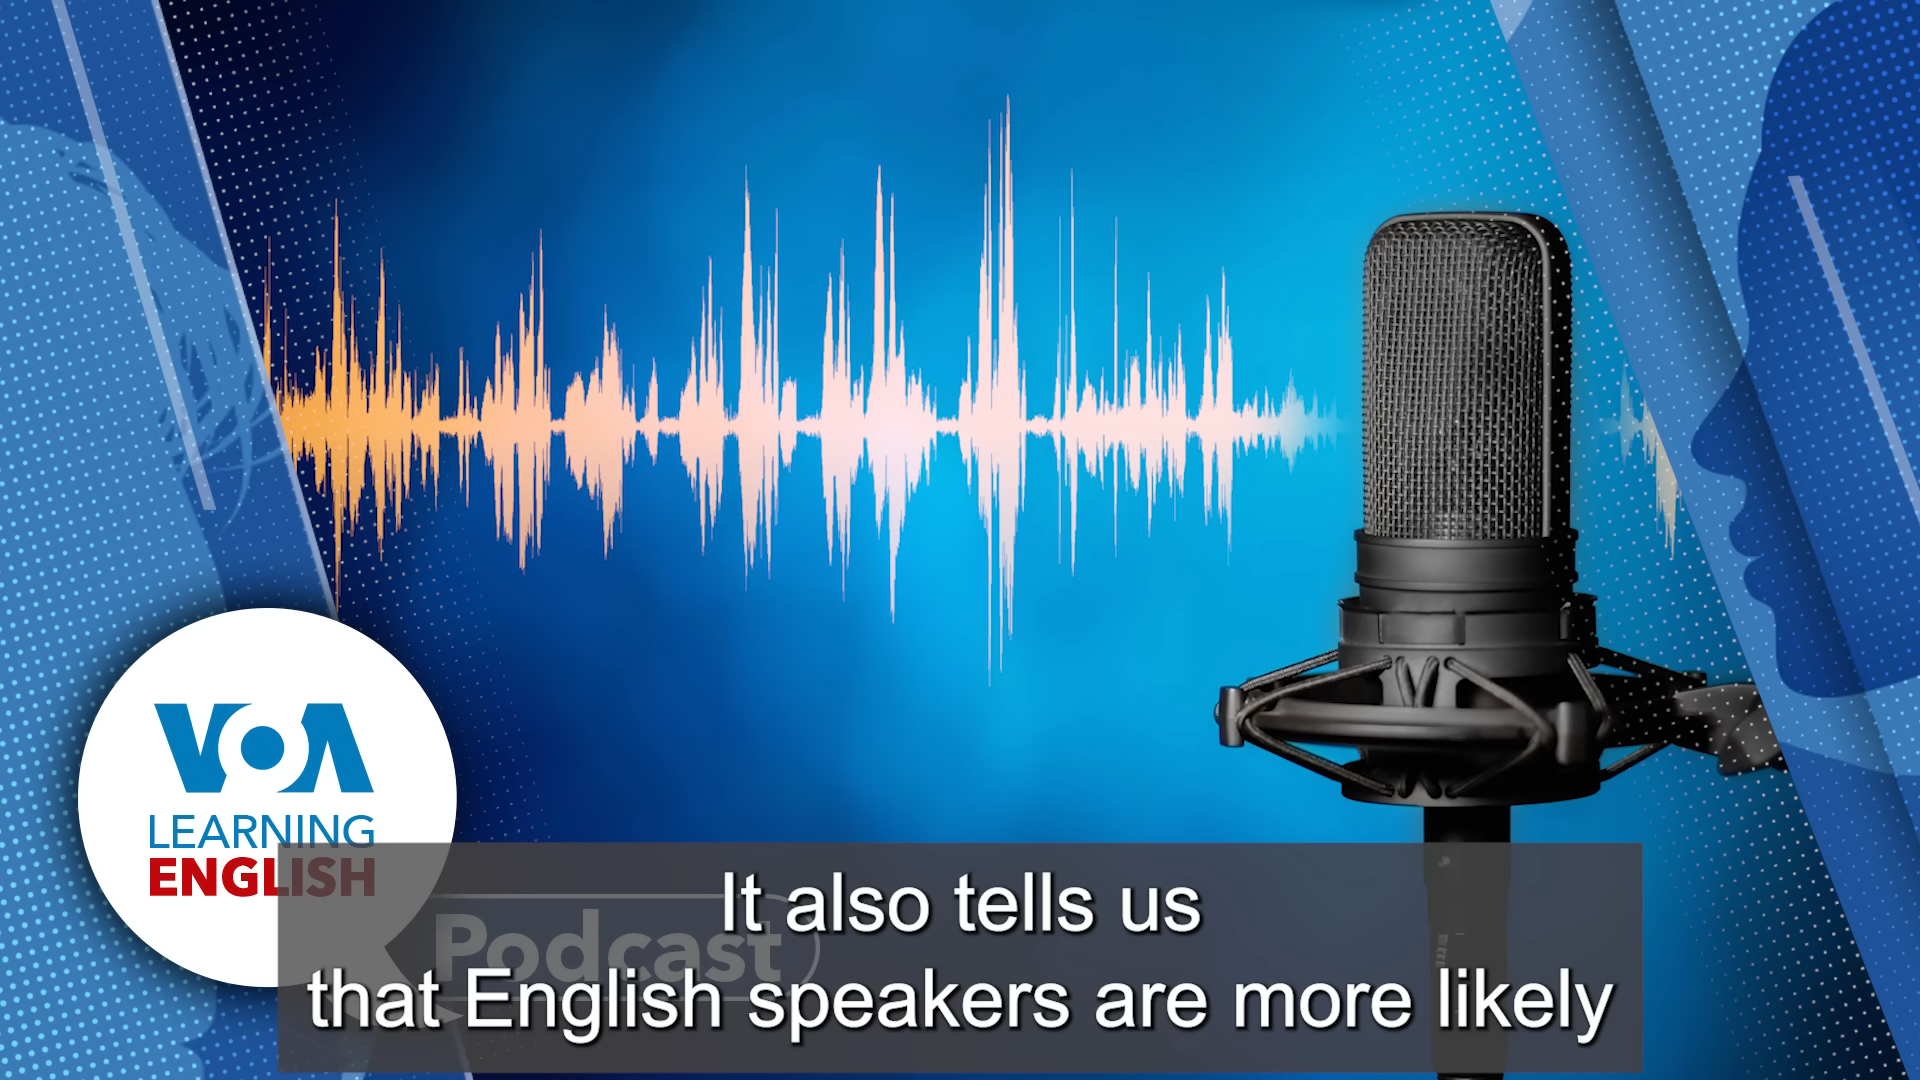 VOA
LEARNING
ENGLISH
Podcast
It also tells us
that English speakers are more likely